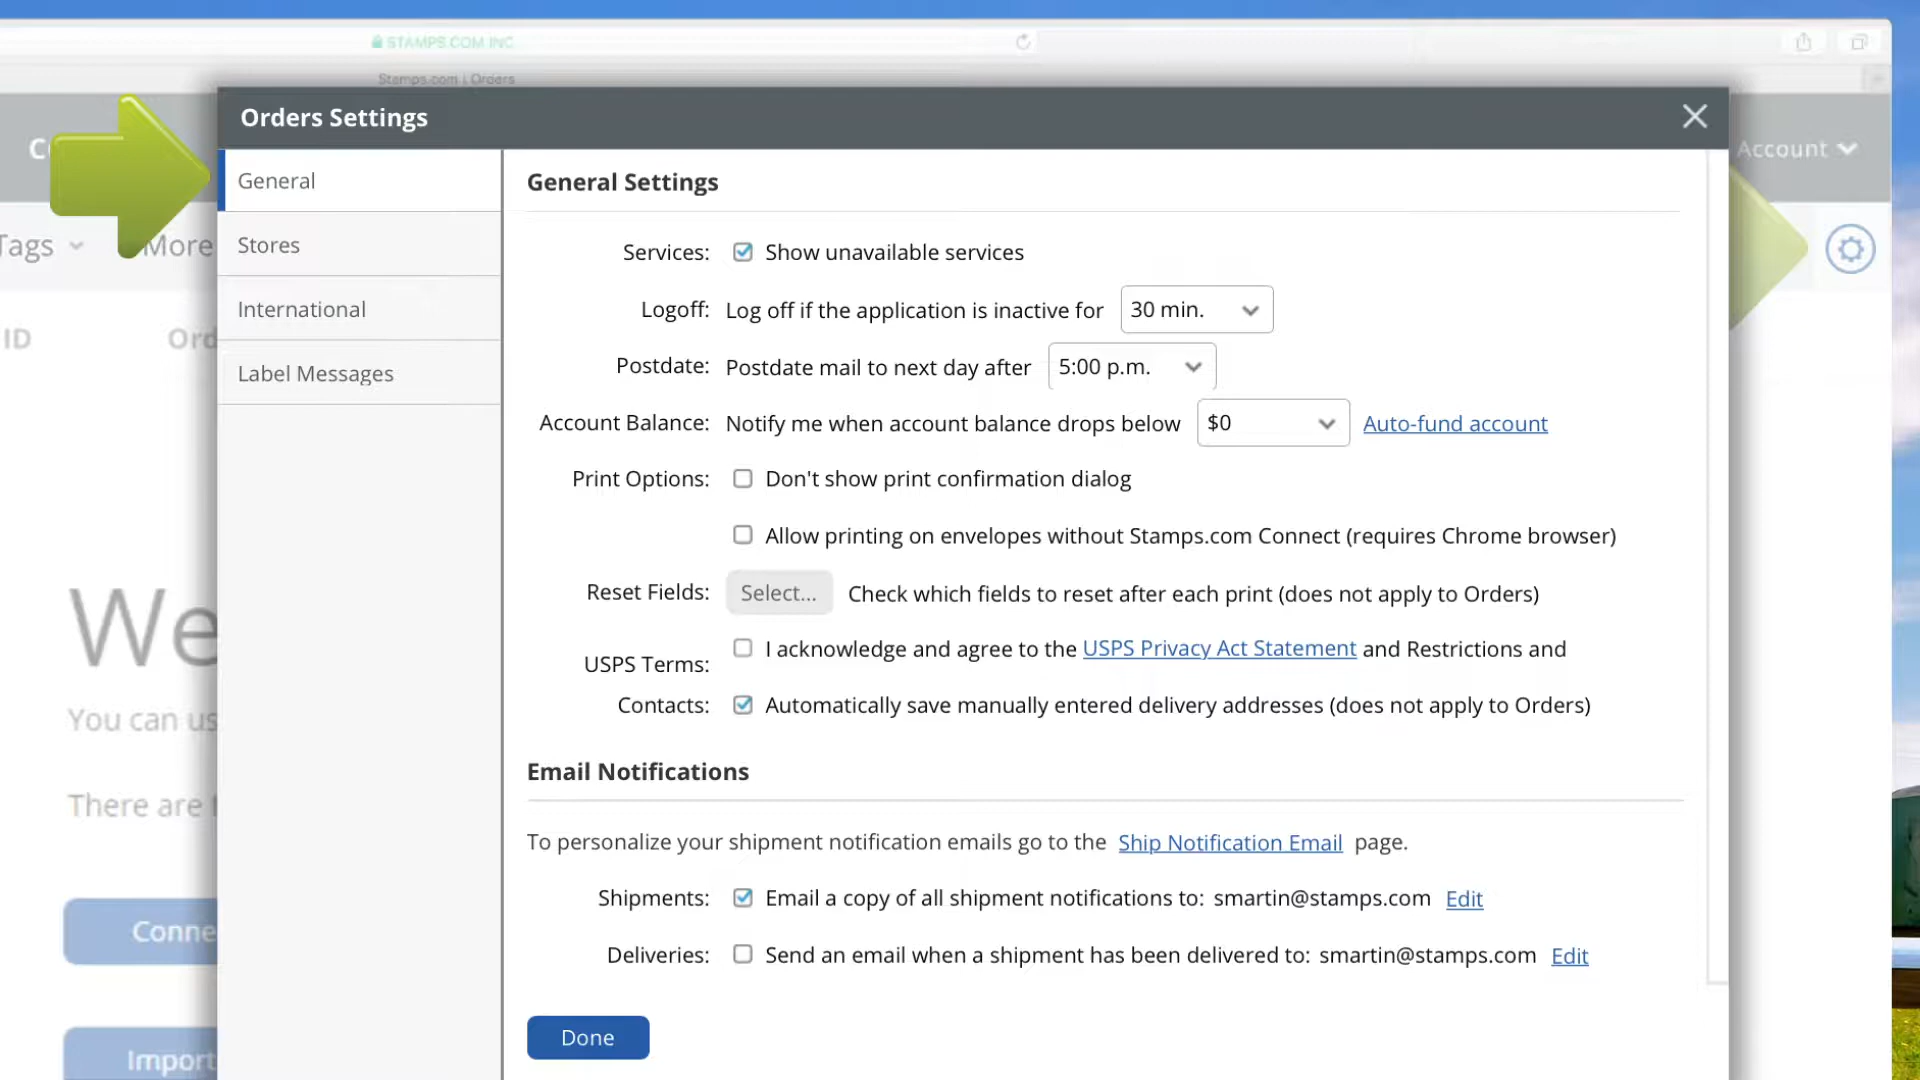 STAMPS.COM INC
Stamps.com | Orders
Orders Settings
Account
General
Stores
International
Label Messages
Tags
More
ID
General Settings
Services: Show unavailable services
Logoff: Log off if the application is inactive for 30 min.
Postdate: Postdate mail to next day after 5:00 p.m.
Account Balance: Notify me when account balance drops below $0 Auto-fund account
Print Options: Don't show print confirmation dialog
Allow printing on envelopes without Stamps.com Connect (requires Chrome browser)
Reset Fields: Select... Check which fields to reset after each print (does not apply to Orders)
USPS Terms: I acknowledge and agree to the USPS Privacy Act Statement and Restrictions and
Contacts: Automatically save manually entered delivery addresses (does not apply to Orders)
Email Notifications
To personalize your shipment notification emails go to the Ship Notification Email page.
Shipments: Email a copy of all shipment notifications to: smartin@stamps.com Edit
Deliveries: Send an email when a shipment has been delivered to: smartin@stamps.com Edit
Done
We
You can us
There are
Conne
Import